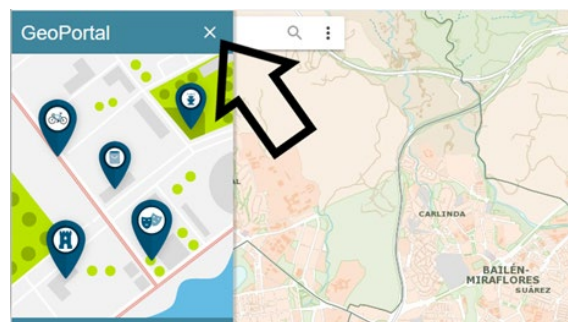 GeoPortal
CARLINDA
BAILÉN-
MIRAFLORES
SUÁREZ